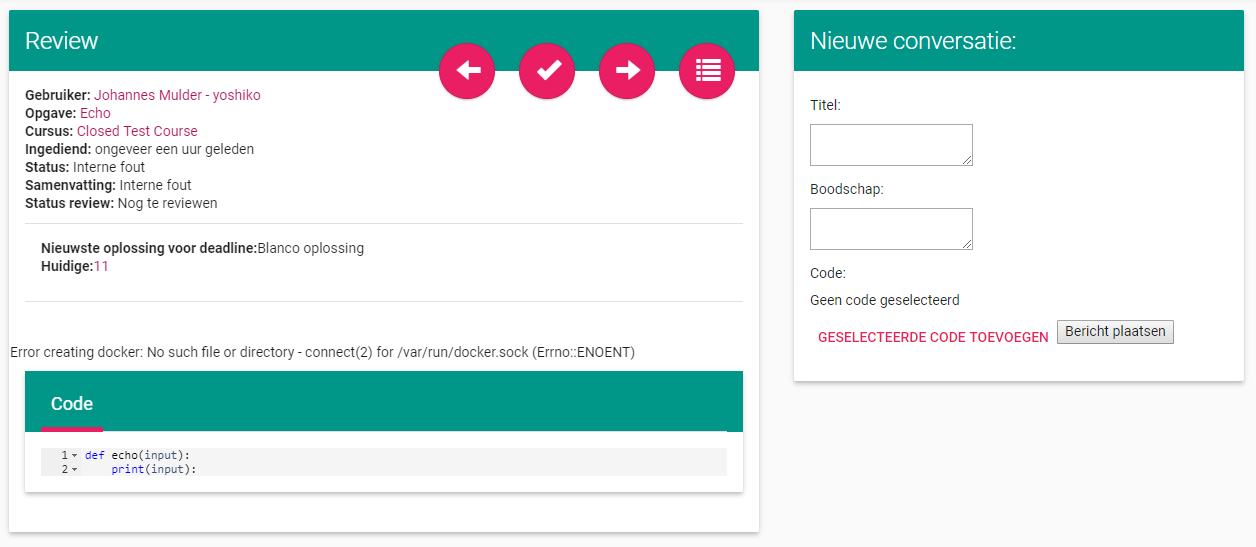 Review
Gebruiker: Johannes Mulder - yoshiko
Opgave: Echo
Cursus: Closed Test Course
Ingediend: ongeveer een uur geleden
Status: Interne fout
Samenvatting: Interne fout
Status review: Nog te reviewen
Nieuwste oplossing voor deadline:Blanco oplossing
Huidige:11
Error creating docker: No such file or directory - connect(2) for /var/run/docker.sock (Errno::ENOENT)
Code
1 def echo(input):
2     print(input):
Nieuwe conversatie:
Titel:
Boodschap:
Code:
Geen code geselecteerd
GESELECTEERDE CODE TOEVOEGEN Bericht plaatsen